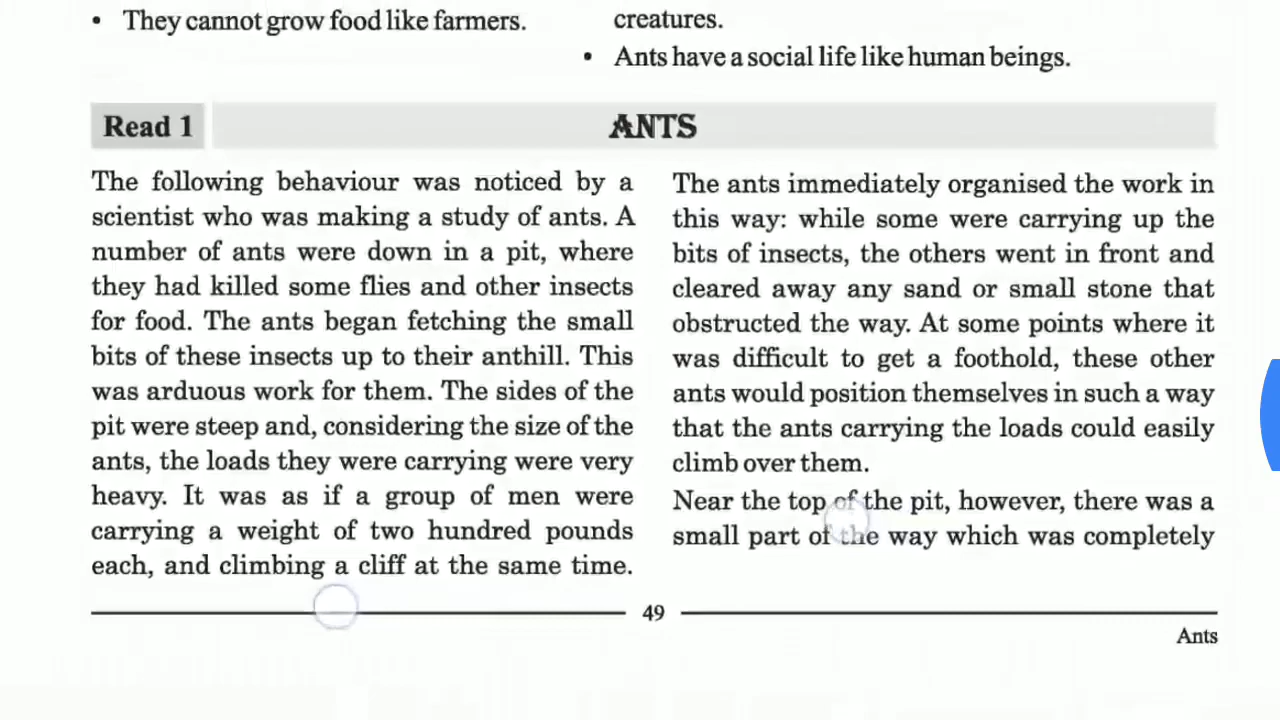 • They cannot grow food like farmers.
creatures.
• Ants have a social life like human beings.
Read 1
ANTS
The following behaviour was noticed by a
scientist who was making a study of ants. A
number of ants were down in a pit, where
they had killed some flies and other insects
for food. The ants began fetching the small
bits of these insects up to their anthill. This
was arduous work for them. The sides of the
pit were steep and, considering the size of the
ants, the loads they were carrying were very
heavy. It was as if a group of men were
carrying a weight of two hundred pounds
each, and climbing a cliff at the same time.
The ants immediately organised the work in
this way: while some were carrying up the
bits of insects, the others went in front and
cleared away any sand or small stone that
obstructed the way. At some points where it
was difficult to get a foothold, these other
ants would position themselves in such a way
that the ants carrying the loads could easily
climb over them.
Near the top of the pit, however, there was a
small part of the way which was completely
49
Ants